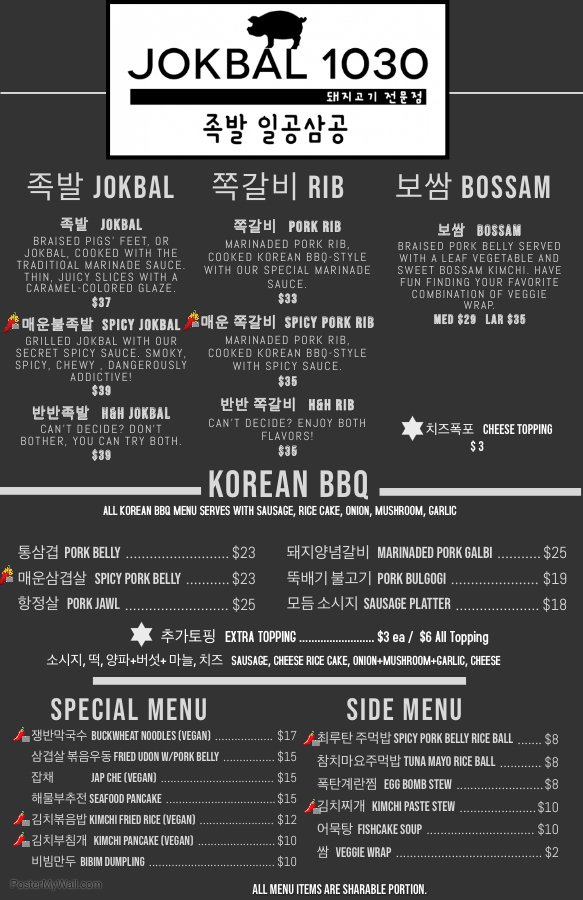 JOKBAL 1030
돼지고기 전문점
족발 일공삼공
족발 JOKBAL
족발 JOKBAL
BRAISED PIGS' FEET, OR
JOKBAL, COOKED WITH THE
TRADITIOAL MARINADE SAUCE.
THIN, JUICY SLICES WITH A
CARAMEL-COLORED GLAZE.
$37
매운불족발 SPICY JOKBAL
GRILLED JOKBAL WITH OUR
SECRET SPICY SAUCE. SMOKY,
SPICY, CHEWY , DANGEROUSLY
ADDICTIVE!
$39
반반족발 H&H JOKBAL
CAN'T DECIDE? DON'T
BOTHER, YOU CAN TRY BOTH.
$39
쪽갈비 RIB
쪽갈비 PORK RIB
MARINADED PORK RIB,
COOKED KOREAN BBQ-STYLE
WITH OUR SPECIAL MARINADE
SAUCE.
$33
매운 쪽갈비 SPICY PORK RIB
MARINADED PORK RIB,
COOKED KOREAN BBQ-STYLE
WITH SPICY SAUCE.
$35
반반 쪽갈비 H&H RIB
CAN'T DECIDE? ENJOY BOTH
FLAVORS!
$35
보쌈 BOSSAM
보쌈 BOSSAM
BRAISED PORK BELLY SERVED
WITH A LEAF VEGETABLE AND
SWEET BOSSAM KIMCHI. HAVE
FUN FINDING YOUR FAVORITE
COMBINATION OF VEGGIE
WRAP.
MED $29 LAR $35
치즈폭포 CHEESE TOPPING
$ 3
KOREAN BBQ
ALL KOREAN BBQ MENU SERVES WITH SAUSAGE, RICE CAKE, ONION, MUSHROOM, GARLIC
통삼겹 PORK BELLY ........................ $23
매운삼겹살 SPICY PORK BELLY .......... $23
항정살 PORK JAWL ........................ $25
돼지양념갈비 MARINADED PORK GALBI .......... $25
뚝배기 불고기 PORK BULGOGI .................... $19
모듬 소시지 SAUSAGE PLATTER ................... $18
추가토핑 EXTRA TOPPING ......................... $3 ea / $6 All Topping
소시지, 떡, 양파+버섯+ 마늘, 치즈 SAUSAGE, CHEESE RICE CAKE, ONION+MUSHROOM+GARLIC, CHEESE
SPECIAL MENU
쟁반막국수 BUCKWHEAT NOODLES (VEGAN) ................ $17
삼겹살 볶음우동 FRIED UDON W/PORK BELLY .............. $15
잡채 JAP CHE (VEGAN) ............................... $15
해물부추전 SEAFOOD PANCAKE ............................ $15
김치볶음밥 KIMCHI FRIED RICE (VEGAN) .................... $12
김치부침개 KIMCHI PANCAKE (VEGAN) ..................... $10
비빔만두 BIBIM DUMPLING ................................... $10
SIDE MENU
최루탄 주먹밥 SPICY PORK BELLY RICE BALL ....... $8
참치마요주먹밥 TUNA MAYO RICE BALL ............ $8
폭탄계란찜 EGG BOMB STEW ........................$8
김치찌개 KIMCHI PASTE STEW ..................... $10
어묵탕 FISHCAKE SOUP ............................. $10
쌈 VEGGIE WRAP ....................................... $2
ALL MENU ITEMS ARE SHARABLE PORTION.
PosterMyWall.com